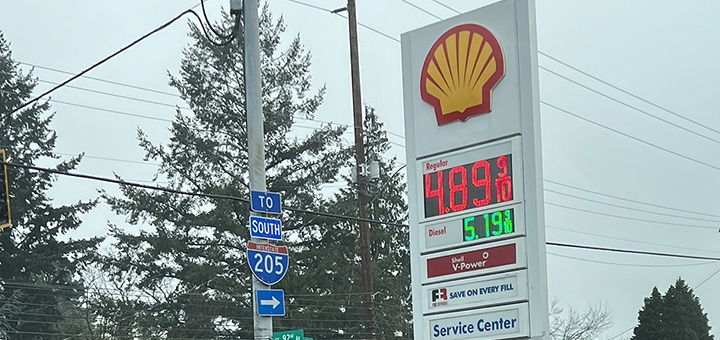 TO
SOUTH
INTERSTATE
205
92nd
Regular
4.89 9/10
Diesel
5.19 9/10
Shell
V-Power
SAVE ON EVERY FILL
Service Center